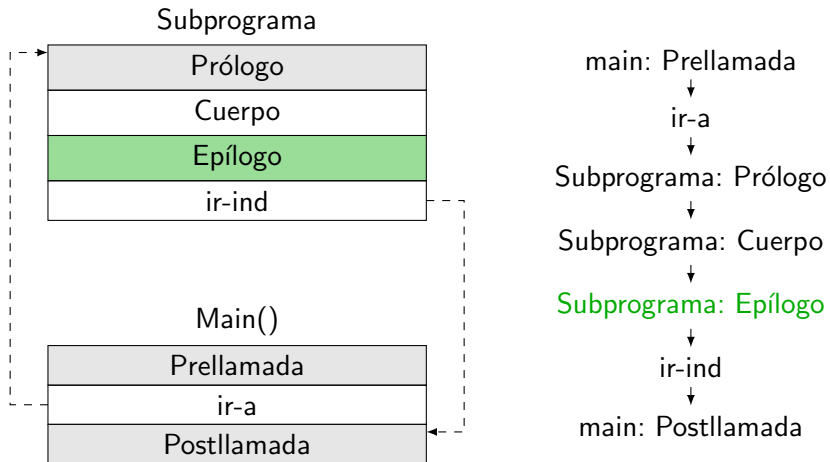 Subprograma
Prólogo
Cuerpo
Epílogo
ir-ind
Main()
Prellamada
ir-a
Postllamada
main: Prellamada
ir-a
Subprograma: Prólogo
Subprograma: Cuerpo
Subprograma: Epílogo
ir-ind
main: Postllamada